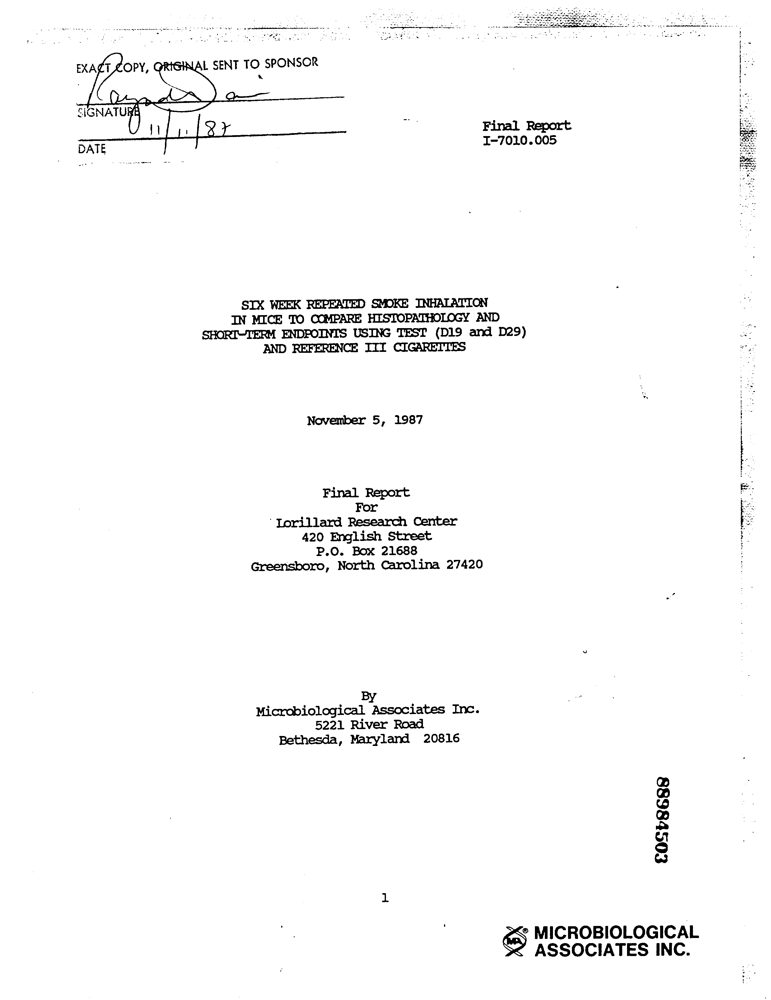 EXACT COPY, ORIGINAL SENT TO SPONSOR
SIGNATURE
11/11/87
DATE
Final Report
I-7010.005
SIX WEEK REPEATED SMOKE INHALATION
IN MICE TO COMPARE HISTOPATHOLOGY AND
SHORT-TERM ENDPOINTS USING TEST (D19 and D29)
AND REFERENCE III CIGARETTES
November 5, 1987
Final Report
For
Lorillard Research Center
420 English Street
P.O. Box 21688
Greensboro, North Carolina 27420
By
Microbiological Associates Inc.
5221 River Road
Bethesda, Maryland 20816
88984503
1
MICROBIOLOGICAL
ASSOCIATES INC.